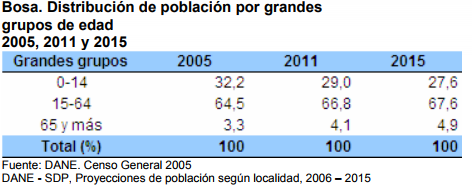 Bosa. Distribución de población por grandes
grupos de edad
2005, 2011 y 2015
Grandes grupos 2005 2011 2015
0-14 32,2 29,0 27,6
15-64 64,5 66,8 67,6
65 y más 3,3 4,1 4,9
Total (%) 100 100 100
Fuente: DANE. Censo General 2005
DANE - SDP, Proyecciones de población según localidad, 2006 – 2015